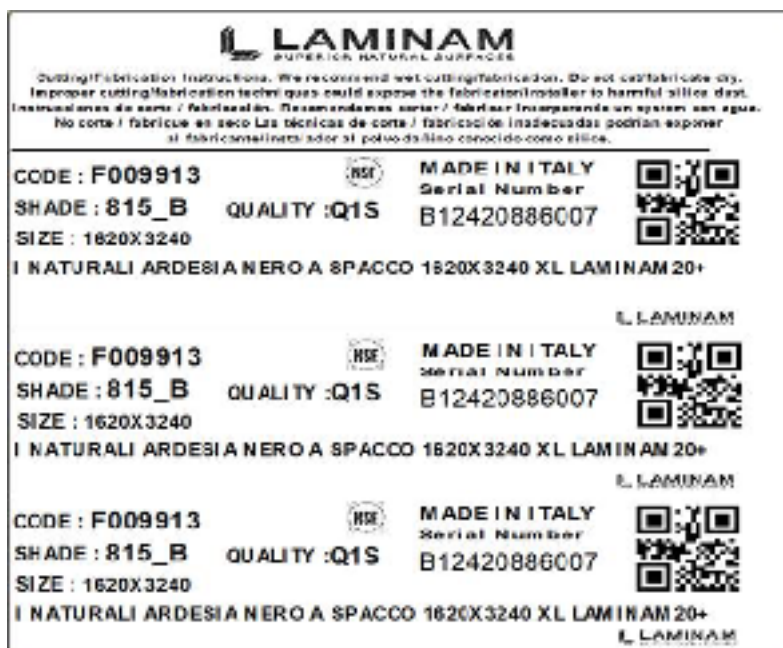 LAMINAM
SUPERIOR NATURAL SURFACES
Cutting/Fabrication Instructions. We recommend wet cutting/fabrication. Do not cut/fabricate dry.
Improper cutting/fabrication techniques could expose the fabricator/installer to harmful silica dust.
Instrucciones de corte / fabricación. Recomendamos cortar / fabricar incorporando un system con agua.
No corte / fabrique en seco Las técnicas de corte / fabricación inadecuadas podrían exponer
al fabricante/instalador al polvo dañino conocido como silice.
CODE : F009913 NSF MADE IN ITALY
Serial Number
SHADE : 815_B QUALITY :Q1S B12420886007
SIZE : 1620X3240
I NATURALI ARDESIA NERO A SPACCO 1620X3240 XL LAMINAM 20+
LAMINAM
CODE : F009913 NSF MADE IN ITALY
Serial Number
SHADE : 815_B QUALITY :Q1S B12420886007
SIZE : 1620X3240
I NATURALI ARDESIA NERO A SPACCO 1620X3240 XL LAMINAM 20+
LAMINAM
CODE : F009913 NSF MADE IN ITALY
Serial Number
SHADE : 815_B QUALITY :Q1S B12420886007
SIZE : 1620X3240
I NATURALI ARDESIA NERO A SPACCO 1620X3240 XL LAMINAM 20+
LAMINAM